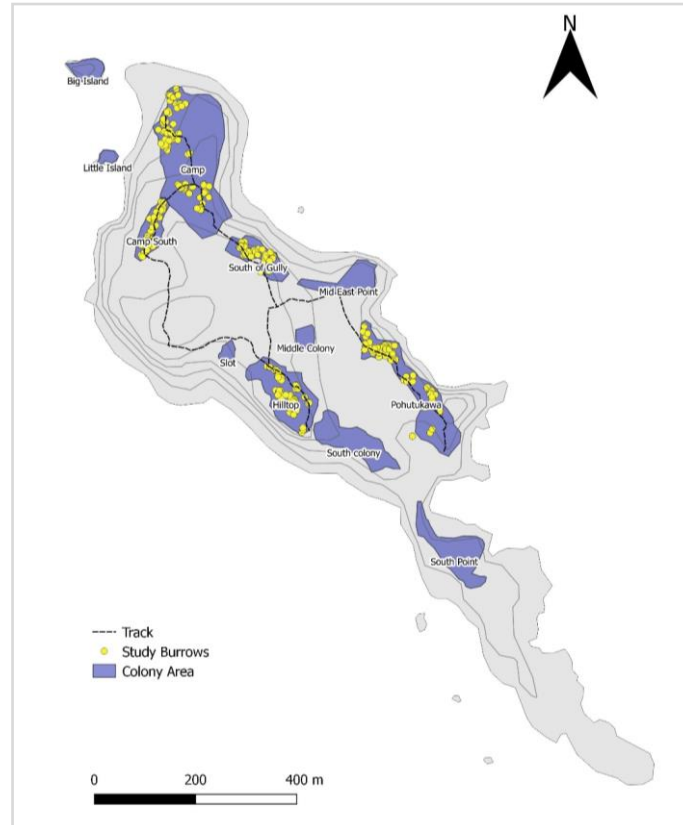 N
Big Island
Little Island
Camp
Camp South
South of Gully
Mid East Point
Middle Colony
Slot
Hilltop
Pohutukawa
South colony
South Point
Track
Study Burrows
Colony Area
0 200 400 m